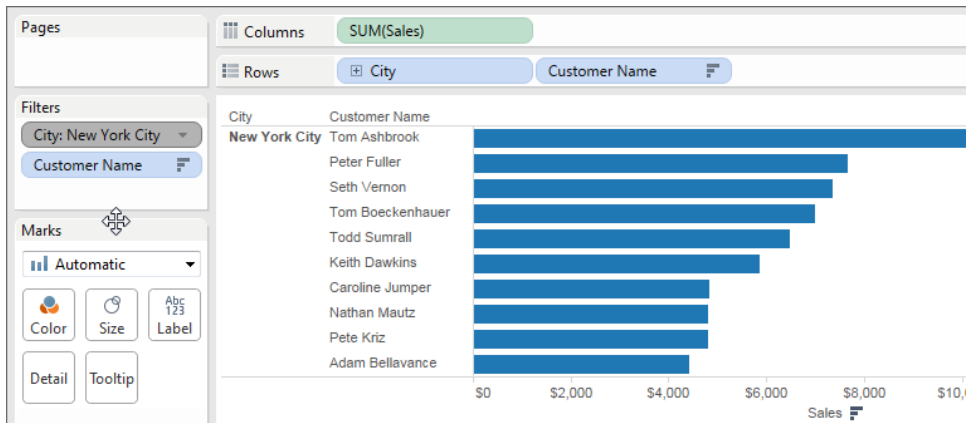 Pages
Columns
SUM(Sales)
Rows
City
Customer Name
Filters
City: New York City
Customer Name
City
Customer Name
New York City
Tom Ashbrook
Peter Fuller
Seth Vernon
Tom Boeckenhauer
Todd Sumrall
Keith Dawkins
Caroline Jumper
Nathan Mautz
Pete Kriz
Adam Bellavance
Marks
Automatic
Color
Size
Abc
123
Label
Detail
Tooltip
$0
$2,000
$4,000
$6,000
$8,000
$10,
Sales